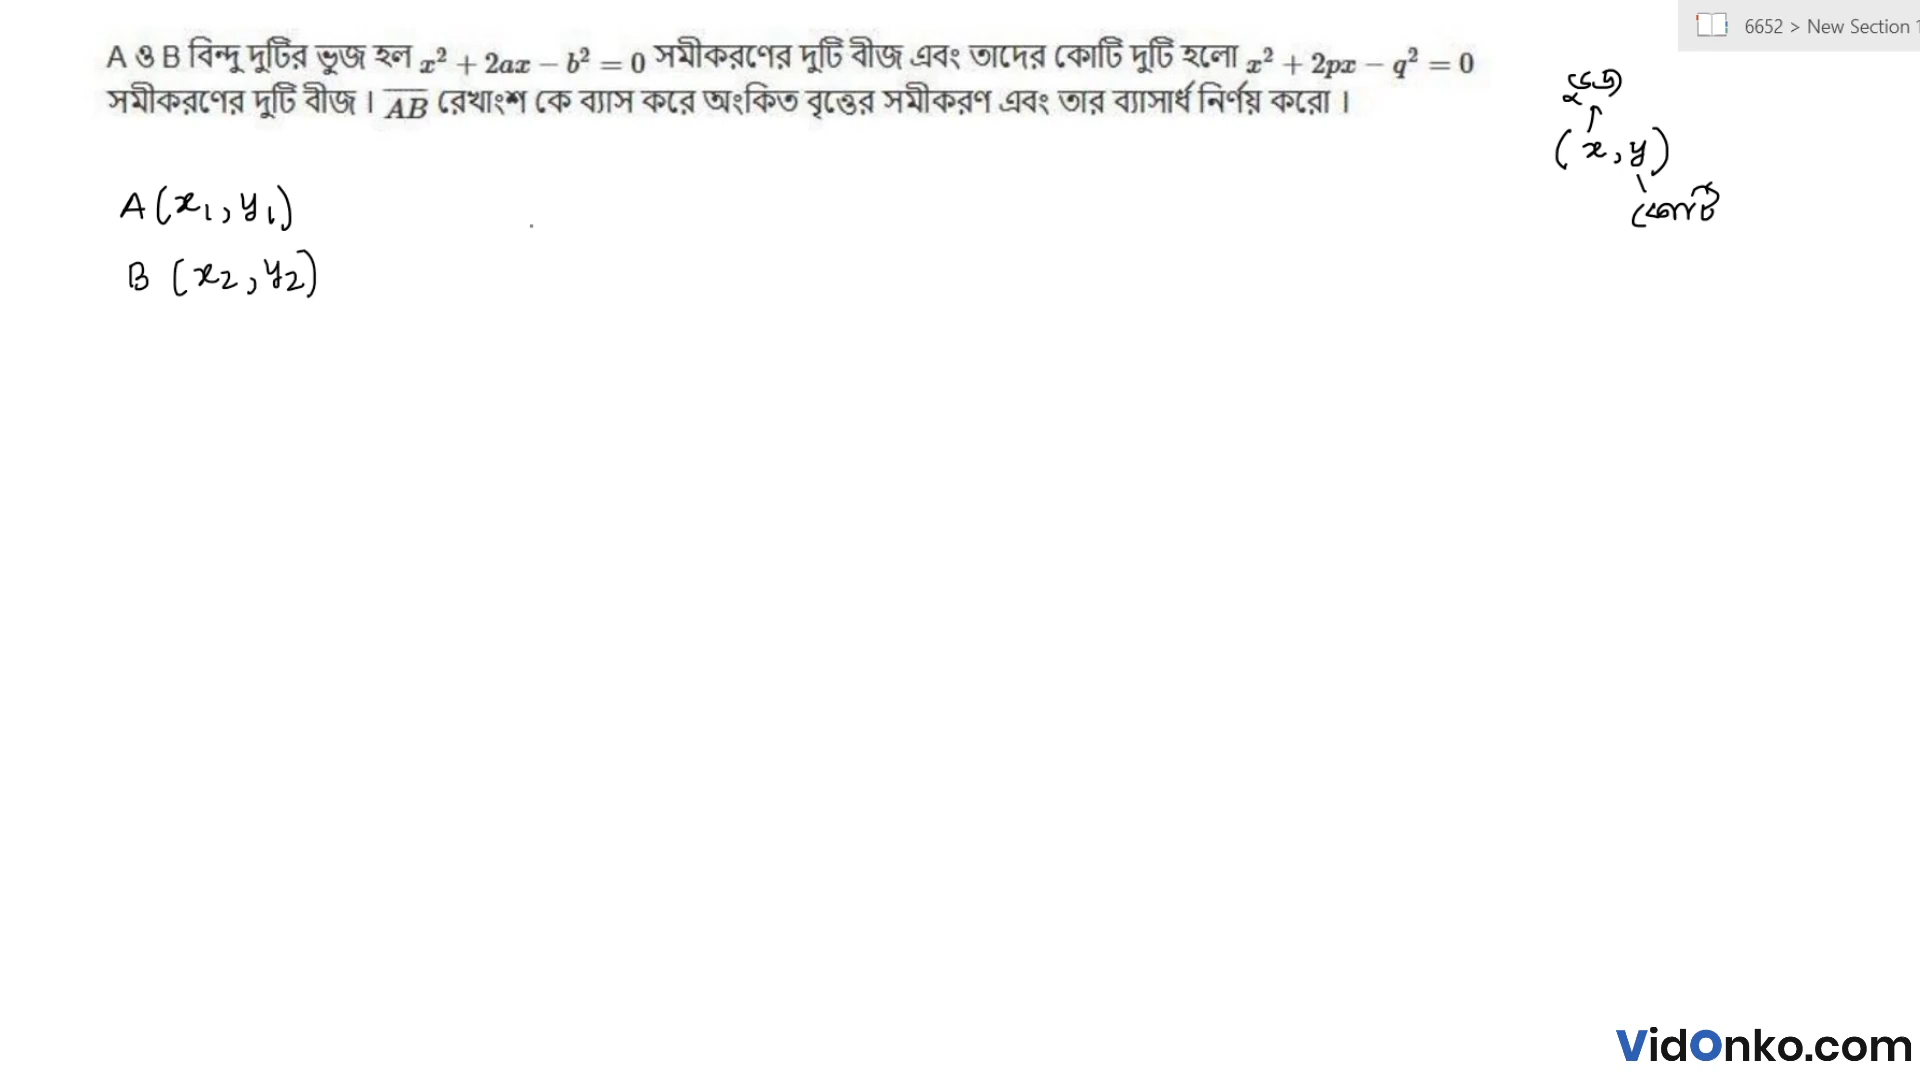 6652 > New Section 1
A ও B বিন্দু দুটির ভুজ হল x² + 2ax − b² = 0 সমীকরণের দুটি বীজ এবং তাদের কোটি দুটি হলো x² + 2px − q² = 0
সমীকরণের দুটি বীজ । AB রেখাংশ কে ব্যাস করে অংকিত বৃত্তের সমীকরণ এবং তার ব্যাসার্ধ নির্ণয় করো ।
ভুজ
(x, y)
কোটি
A(x₁, y₁)
B (x₂, y₂)
VidOnko.com